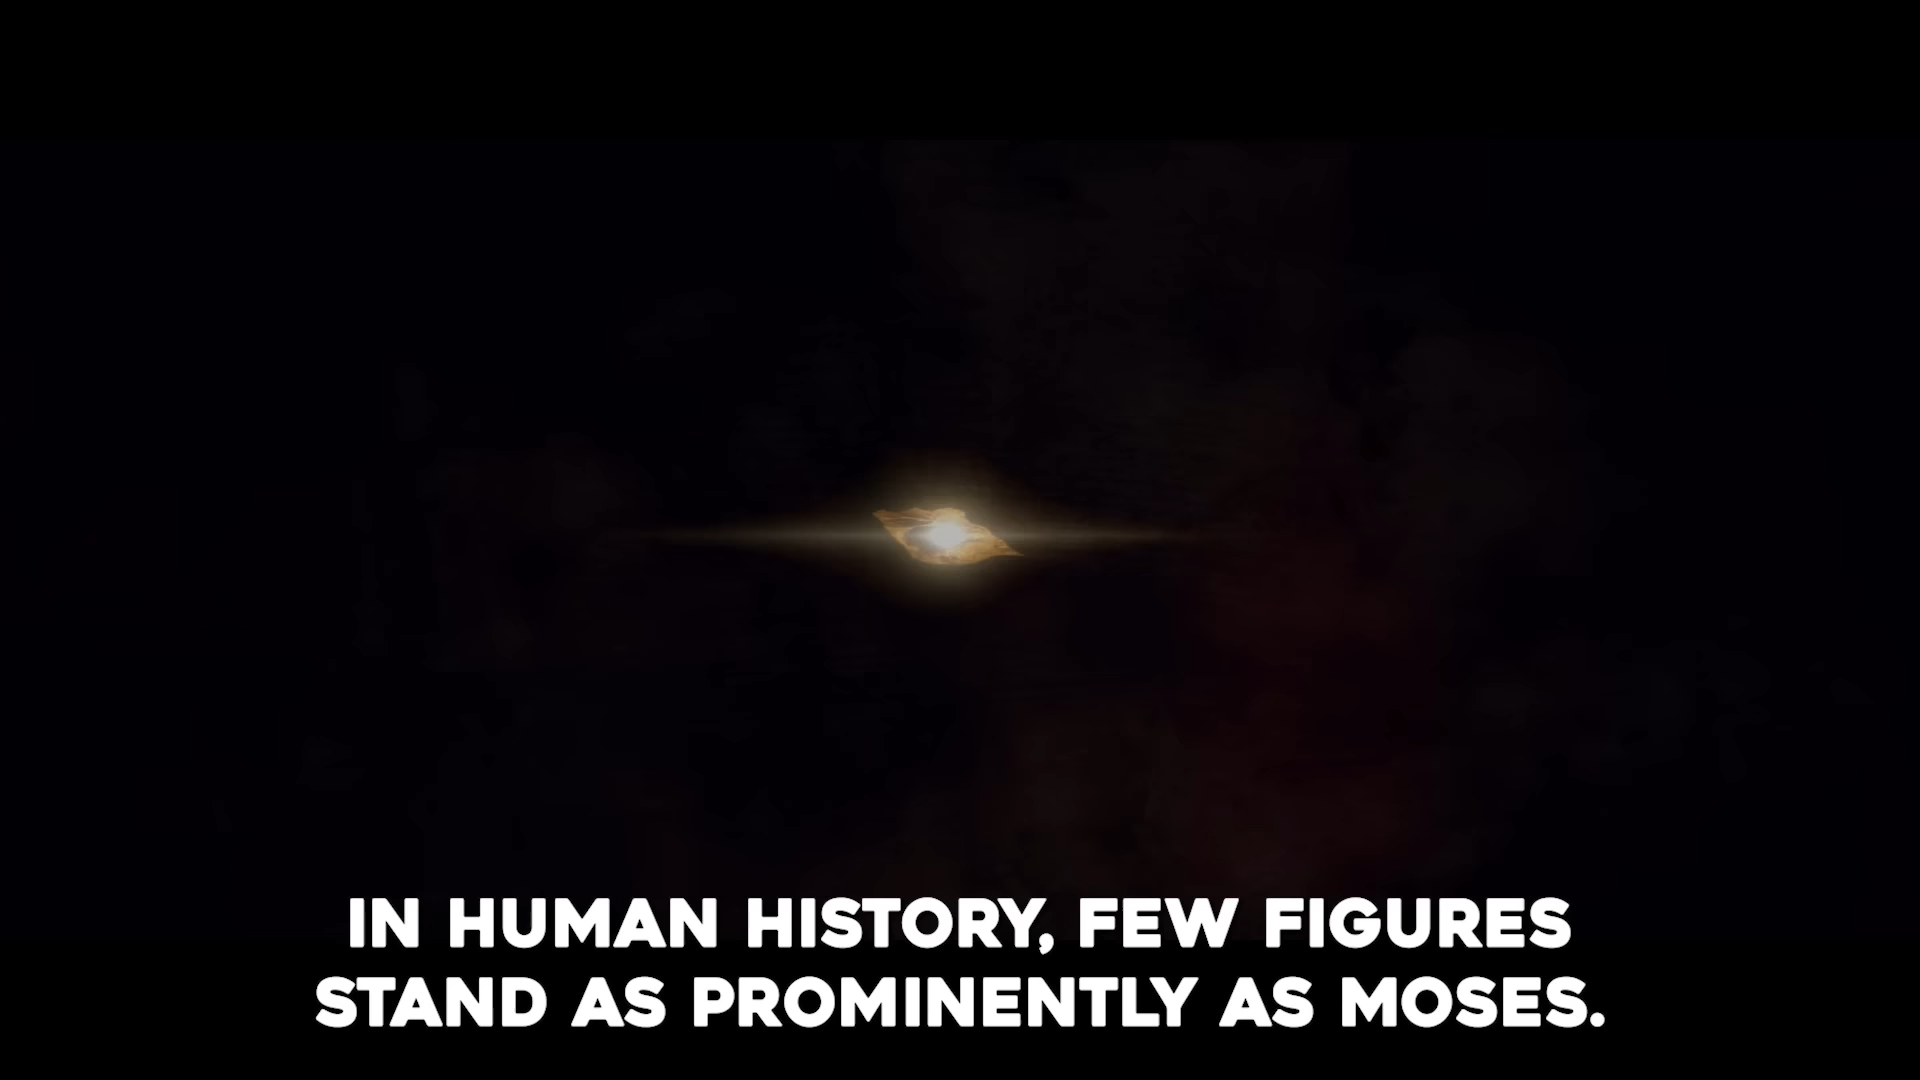 IN HUMAN HISTORY, FEW FIGURES
STAND AS PROMINENTLY AS MOSES.